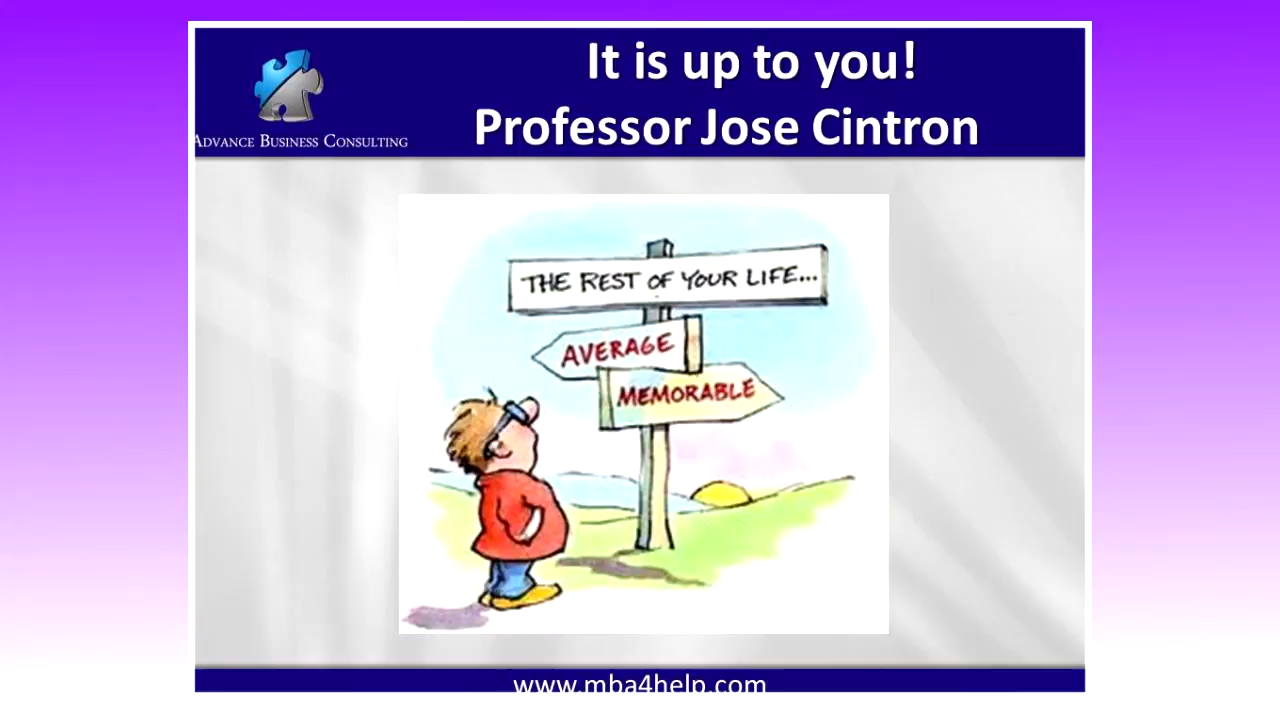 It is up to you!
Professor Jose Cintron
ADVANCE BUSINESS CONSULTING
THE REST OF YOUR LIFE...
AVERAGE
MEMORABLE
www.mba4help.com